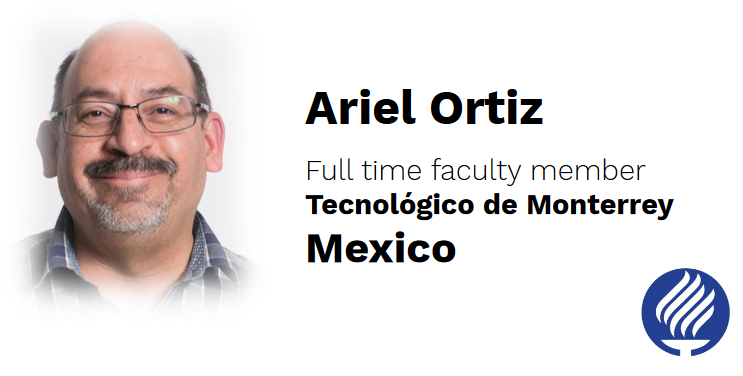 Ariel Ortiz
Full time faculty member
Tecnológico de Monterrey
Mexico